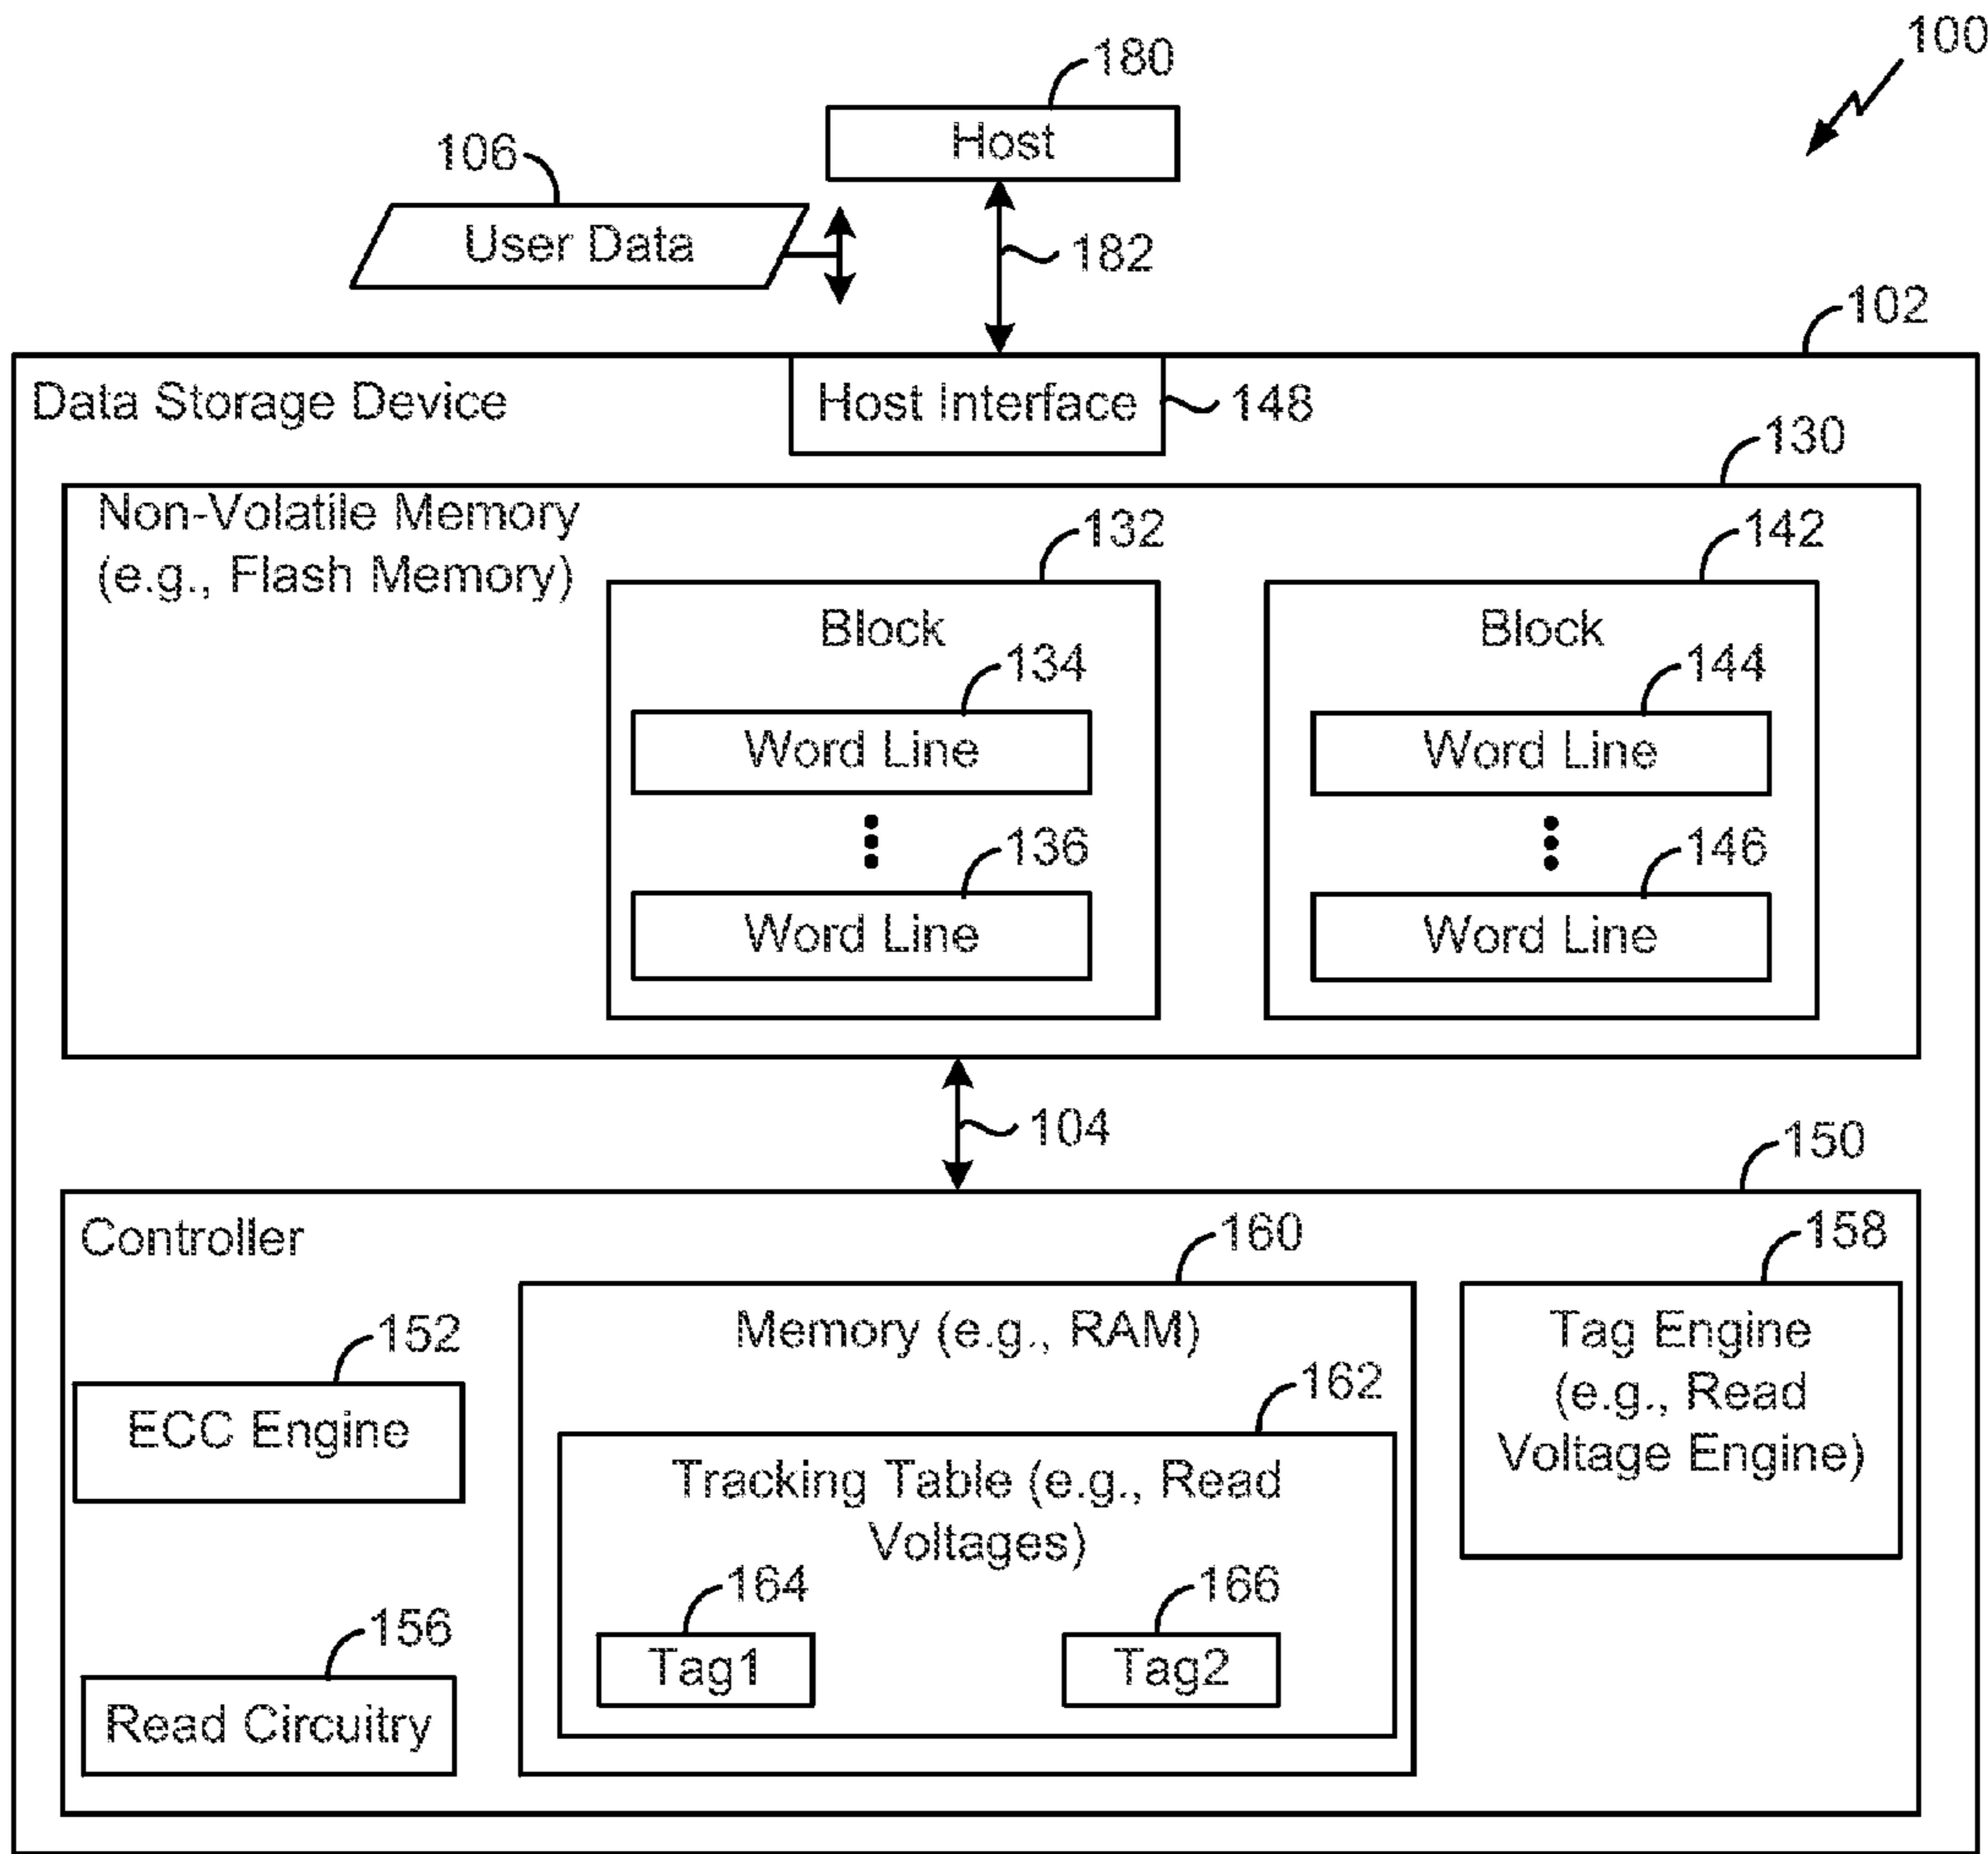 100
180
Host
106
User Data
182
102
Data Storage Device
Host Interface
148
130
Non-Volatile Memory
(e.g., Flash Memory)
132
142
Block
Block
134
144
Word Line
Word Line
136
146
Word Line
Word Line
104
150
Controller
160
158
Memory (e.g., RAM)
Tag Engine
(e.g., Read
Voltage Engine)
152
ECC Engine
162
Tracking Table (e.g., Read
Voltages)
164
166
Tag1
Tag2
156
Read Circuitry